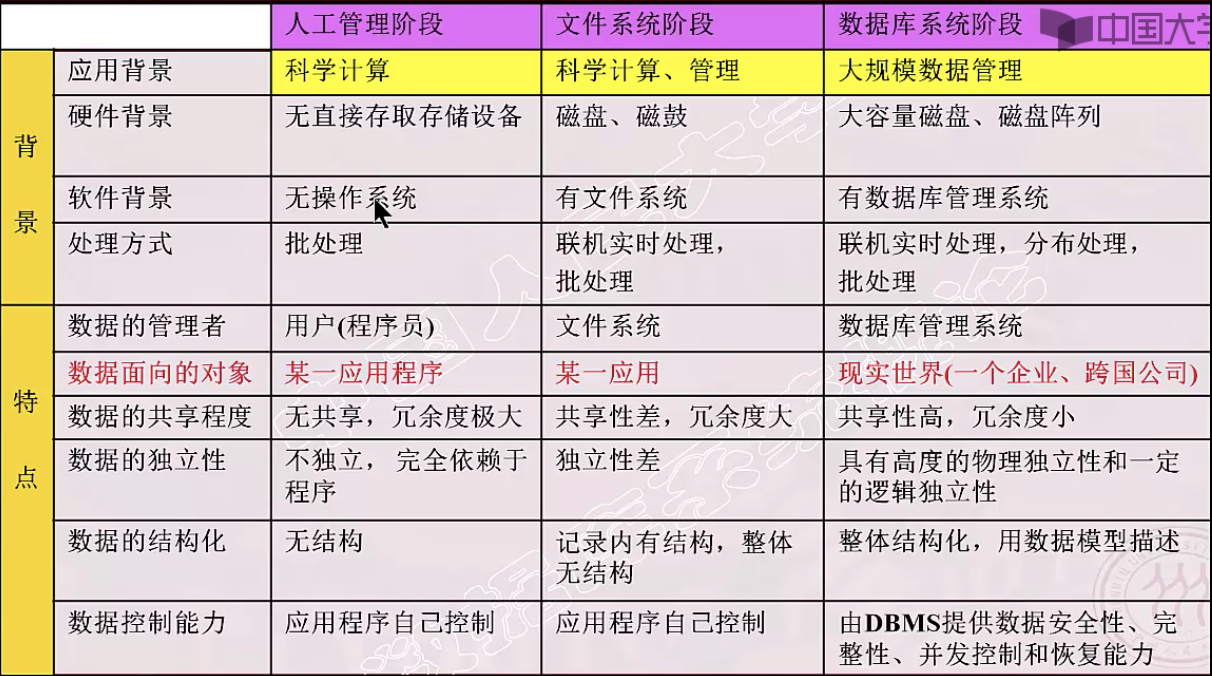 人工管理阶段 文件系统阶段 数据库系统阶段 中国大学
背景
应用背景 科学计算 科学计算、管理 大规模数据管理
硬件背景 无直接存取存储设备 磁盘、磁鼓 大容量磁盘、磁盘阵列
软件背景 无操作系统 有文件系统 有数据库管理系统
处理方式 批处理 联机实时处理, 联机实时处理, 分布处理,
批处理 批处理
特点
数据的管理者 用户(程序员) 文件系统 数据库管理系统
数据面向的对象 某一应用程序 某一应用 现实世界(一个企业、跨国公司)
数据的共享程度 无共享, 冗余度极大 共享性差, 冗余度大 共享性高, 冗余度小
数据的独立性 不独立, 完全依赖于 独立性差 具有高度的物理独立性和一定
程序 的逻辑独立性
数据的结构化 无结构 记录内有结构, 整体 整体结构化, 用数据模型描述
无结构
数据控制能力 应用程序自己控制 应用程序自己控制 由DBMS提供数据安全性、完
整性、并发控制和恢复能力